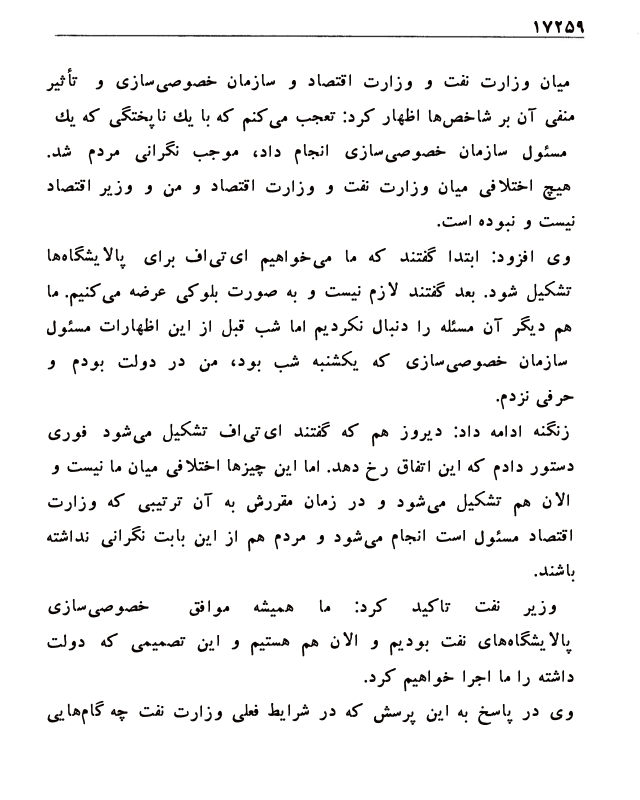 ۱۷۲۵۹
میان وزارت نفت و وزارت اقتصاد و سازمان خصوصی‌سازی و تأثیر
منفی آن بر شاخص‌ها اظهار کرد: تعجب می‌کنم که با یك ناپختگی که یك
مسئول سازمان خصوصی‌سازی انجام داد، موجب نگرانی مردم شد.
هیچ اختلافی میان وزارت نفت و وزارت اقتصاد و من و وزیر اقتصاد
نیست و نبوده است.
وی افزود: ابتدا گفتند که ما می‌خواهیم ای‌تی‌اف برای پالایشگاه‌ها
تشکیل شود. بعد گفتند لازم نیست و به صورت بلوکی عرضه می‌کنیم. ما
هم دیگر آن مسئله را دنبال نکردیم اما شب قبل از این اظهارات مسئول
سازمان خصوصی‌سازی که یکشنبه شب بود، من در دولت بودم و
حرفی نزدم.
زنگنه ادامه داد: دیروز هم که گفتند ای‌تی‌اف تشکیل می‌شود فوری
دستور دادم که این اتفاق رخ دهد. اما این چیزها اختلافی میان ما نیست و
الان هم تشکیل می‌شود و در زمان مقررش به آن ترتیبی که وزارت
اقتصاد مسئول است انجام می‌شود و مردم هم از این بابت نگرانی نداشته
باشند.
وزیر نفت تاکید کرد: ما همیشه موافق خصوصی‌سازی
پالایشگاه‌های نفت بودیم و الان هم هستیم و این تصمیمی که دولت
داشته را ما اجرا خواهیم کرد.
وی در پاسخ به این پرسش که در شرایط فعلی وزارت نفت چه گام‌هایی